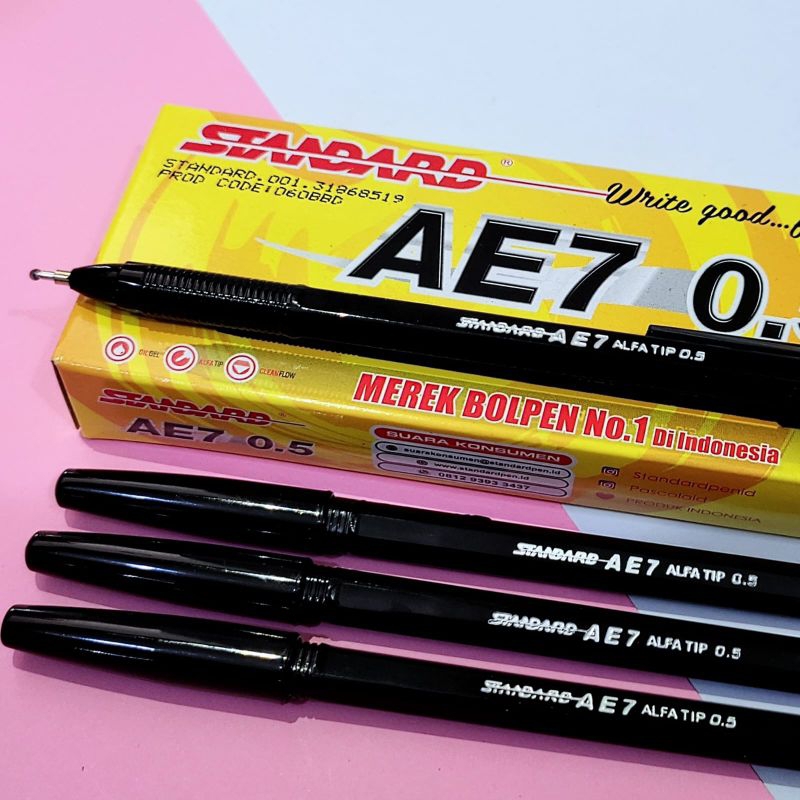 STANDARD®
STANDARD.001.31868519
PROD CODE:060BBD
Write good...
AE7 0.
STANDARD AE7 ALFA TIP 0.5
OIL GEL
ALFA TIP
CLEAN FLOW
STANDARD®
AE7 0.5
MEREK BOLPEN No.1 Di Indonesia
SUARA KONSUMEN
suarakonsumen@standardpen.id
www.standardpen.id
0812 9393 3437
Standardpenid
Pascolaid
PRODUK INDONESIA
STANDARD AE7 ALFA TIP 0.5
STANDARD AE7 ALFA TIP 0.5
STANDARD AE7 ALFA TIP 0.5